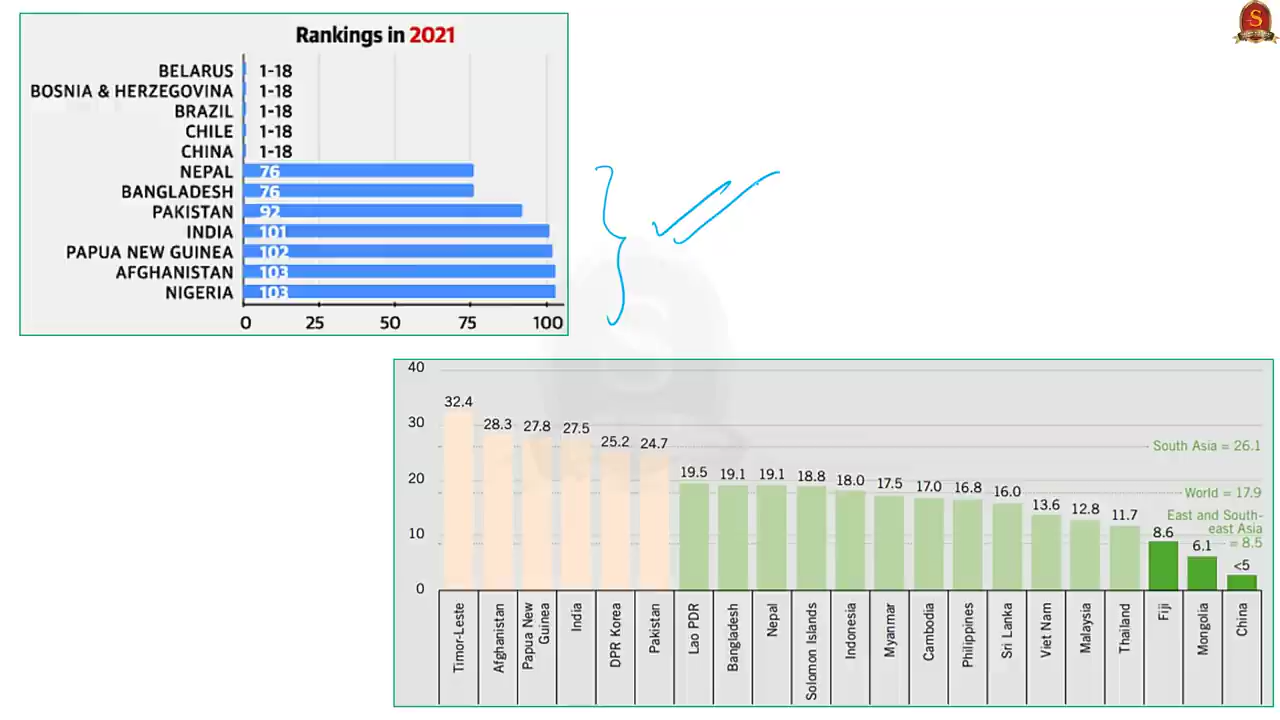 Rankings in 2021
BELARUS 1-18
BOSNIA & HERZEGOVINA 1-18
BRAZIL 1-18
CHILE 1-18
CHINA 1-18
NEPAL 76
BANGLADESH 76
PAKISTAN 92
INDIA 101
PAPUA NEW GUINEA 102
AFGHANISTAN 103
NIGERIA 103
0 25 50 75 100
S
40
30
20
10
0
32.4 28.3 27.8 27.5 25.2 24.7 19.5 19.1 19.1 18.8 18.0 17.5 17.0 16.8 16.0 13.6 12.8 11.7 8.6 6.1 <5
South Asia = 26.1
World = 17.9
East and South-
east Asia
= 8.5
Timor-Leste
Afghanistan
Papua New
Guinea
India
DPR Korea
Pakistan
Lao PDR
Bangladesh
Nepal
Solomon Islands
Indonesia
Myanmar
Cambodia
Philippines
Sri Lanka
Viet Nam
Malaysia
Thailand
Fiji
Mongolia
China